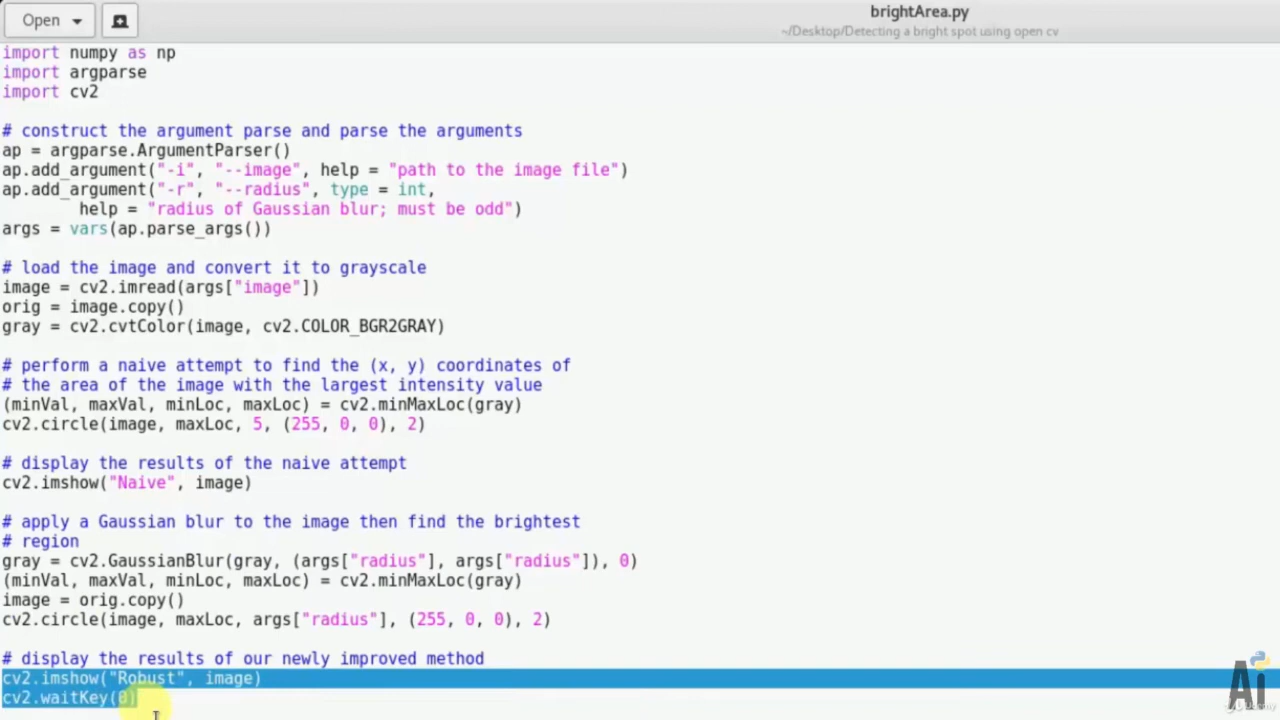 Open
brightArea.py
~/Desktop/Detecting a bright spot using open cv
import numpy as np
import argparse
import cv2
# construct the argument parse and parse the arguments
ap = argparse.ArgumentParser()
ap.add_argument("-i", "--image", help = "path to the image file")
ap.add_argument("-r", "--radius", type = int,
        help = "radius of Gaussian blur; must be odd")
args = vars(ap.parse_args())
# load the image and convert it to grayscale
image = cv2.imread(args["image"])
orig = image.copy()
gray = cv2.cvtColor(image, cv2.COLOR_BGR2GRAY)
# perform a naive attempt to find the (x, y) coordinates of
# the area of the image with the largest intensity value
(minVal, maxVal, minLoc, maxLoc) = cv2.minMaxLoc(gray)
cv2.circle(image, maxLoc, 5, (255, 0, 0), 2)
# display the results of the naive attempt
cv2.imshow("Naive", image)
# apply a Gaussian blur to the image then find the brightest
# region
gray = cv2.GaussianBlur(gray, (args["radius"], args["radius"]), 0)
(minVal, maxVal, minLoc, maxLoc) = cv2.minMaxLoc(gray)
image = orig.copy()
cv2.circle(image, maxLoc, args["radius"], (255, 0, 0), 2)
# display the results of our newly improved method
cv2.imshow("Robust", image)
cv2.waitKey(0)
Ai
Udemy